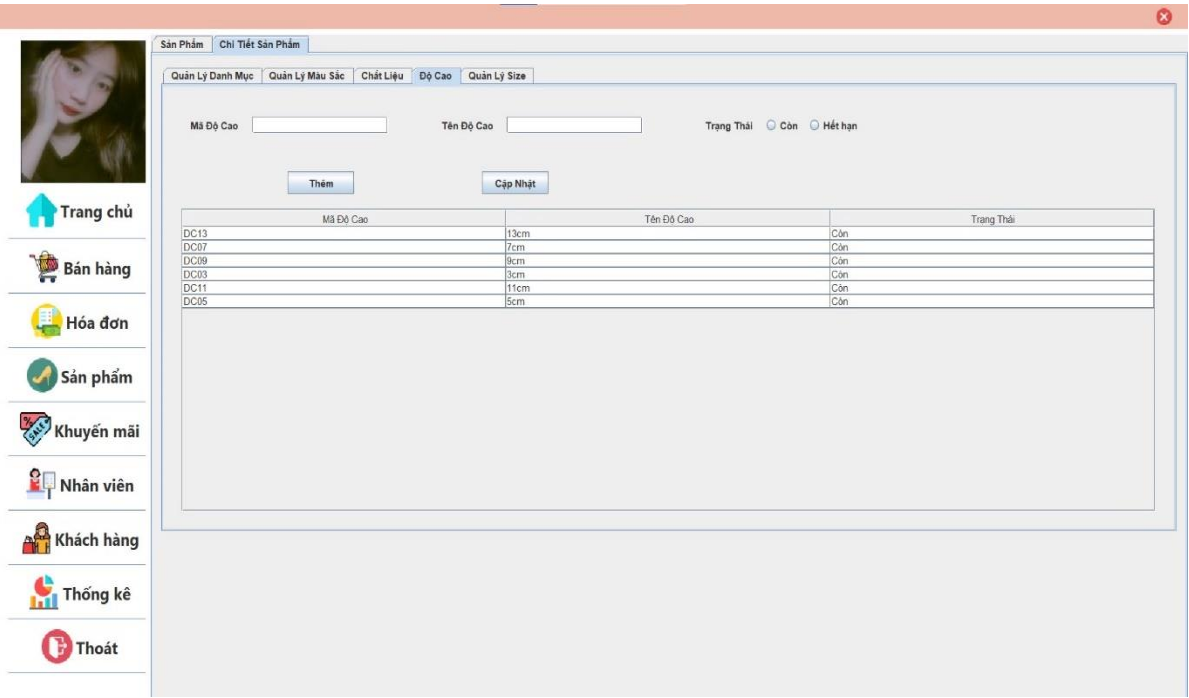 Sản Phẩm Chi Tiết Sản Phẩm
Quản Lý Danh Mục Quản Lý Màu Sắc Chất Liệu Độ Cao Quản Lý Size
Mã Độ Cao Tên Độ Cao Trạng Thái Còn Hết hạn
Thêm Cập Nhật
Mã Độ Cao Tên Độ Cao Trạng Thái
DC13 13cm Còn
DC07 7cm Còn
DC09 9cm Còn
DC03 3cm Còn
DC11 11cm Còn
DC05 5cm Còn
Trang chủ
Bán hàng
Hóa đơn
Sản phẩm
% SALE
Khuyến mãi
Nhân viên
Khách hàng
Thống kê
Thoát